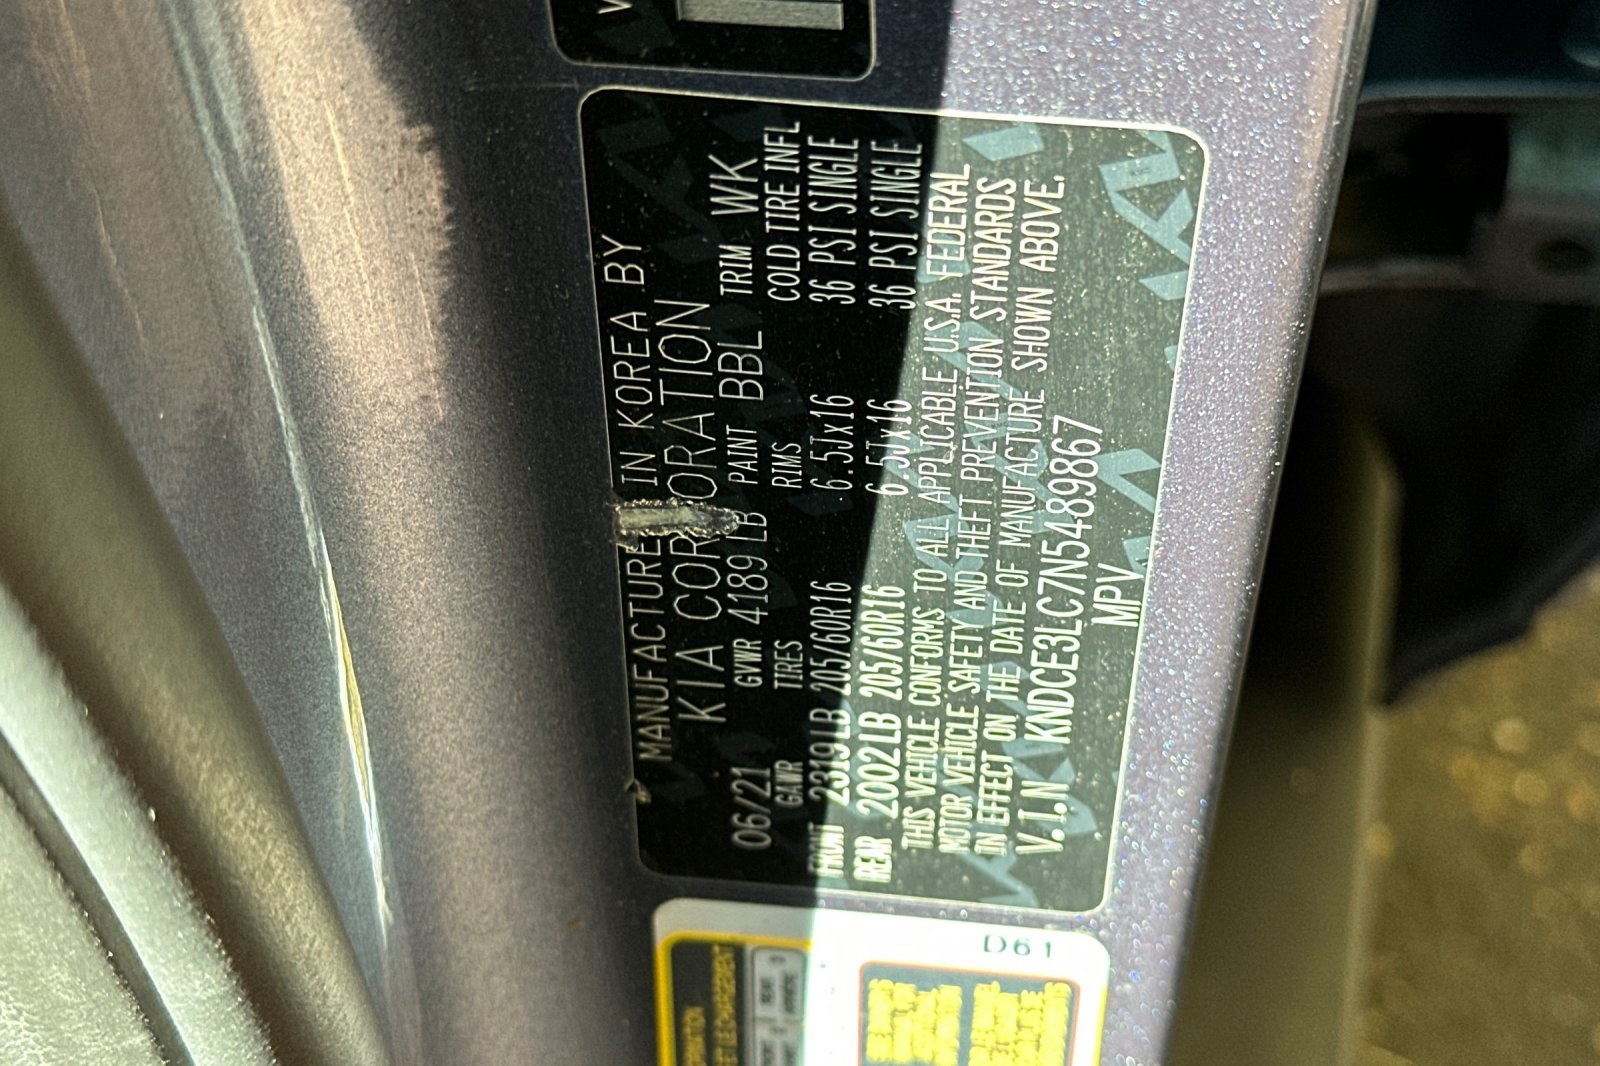 V
MANUFACTURED IN KOREA BY
KIA CORPORATION
06/21 GVWR 4189 LB PAINT BBL TRIM WK
GAWR TIRES RIMS COLD TIRE INFL
FRONT 2319LB 205/60R16 6.5Jx16 36 PSI SINGLE
REAR 2002LB 205/60R16 6.5Jx16 36 PSI SINGLE
THIS VEHICLE CONFORMS TO ALL APPLICABLE U.S.A. FEDERAL
MOTOR VEHICLE SAFETY AND THEFT PREVENTION STANDARDS
IN EFFECT ON THE DATE OF MANUFACTURE SHOWN ABOVE.
V.I.N KNDCE3LC7N5489867
MPV
D61